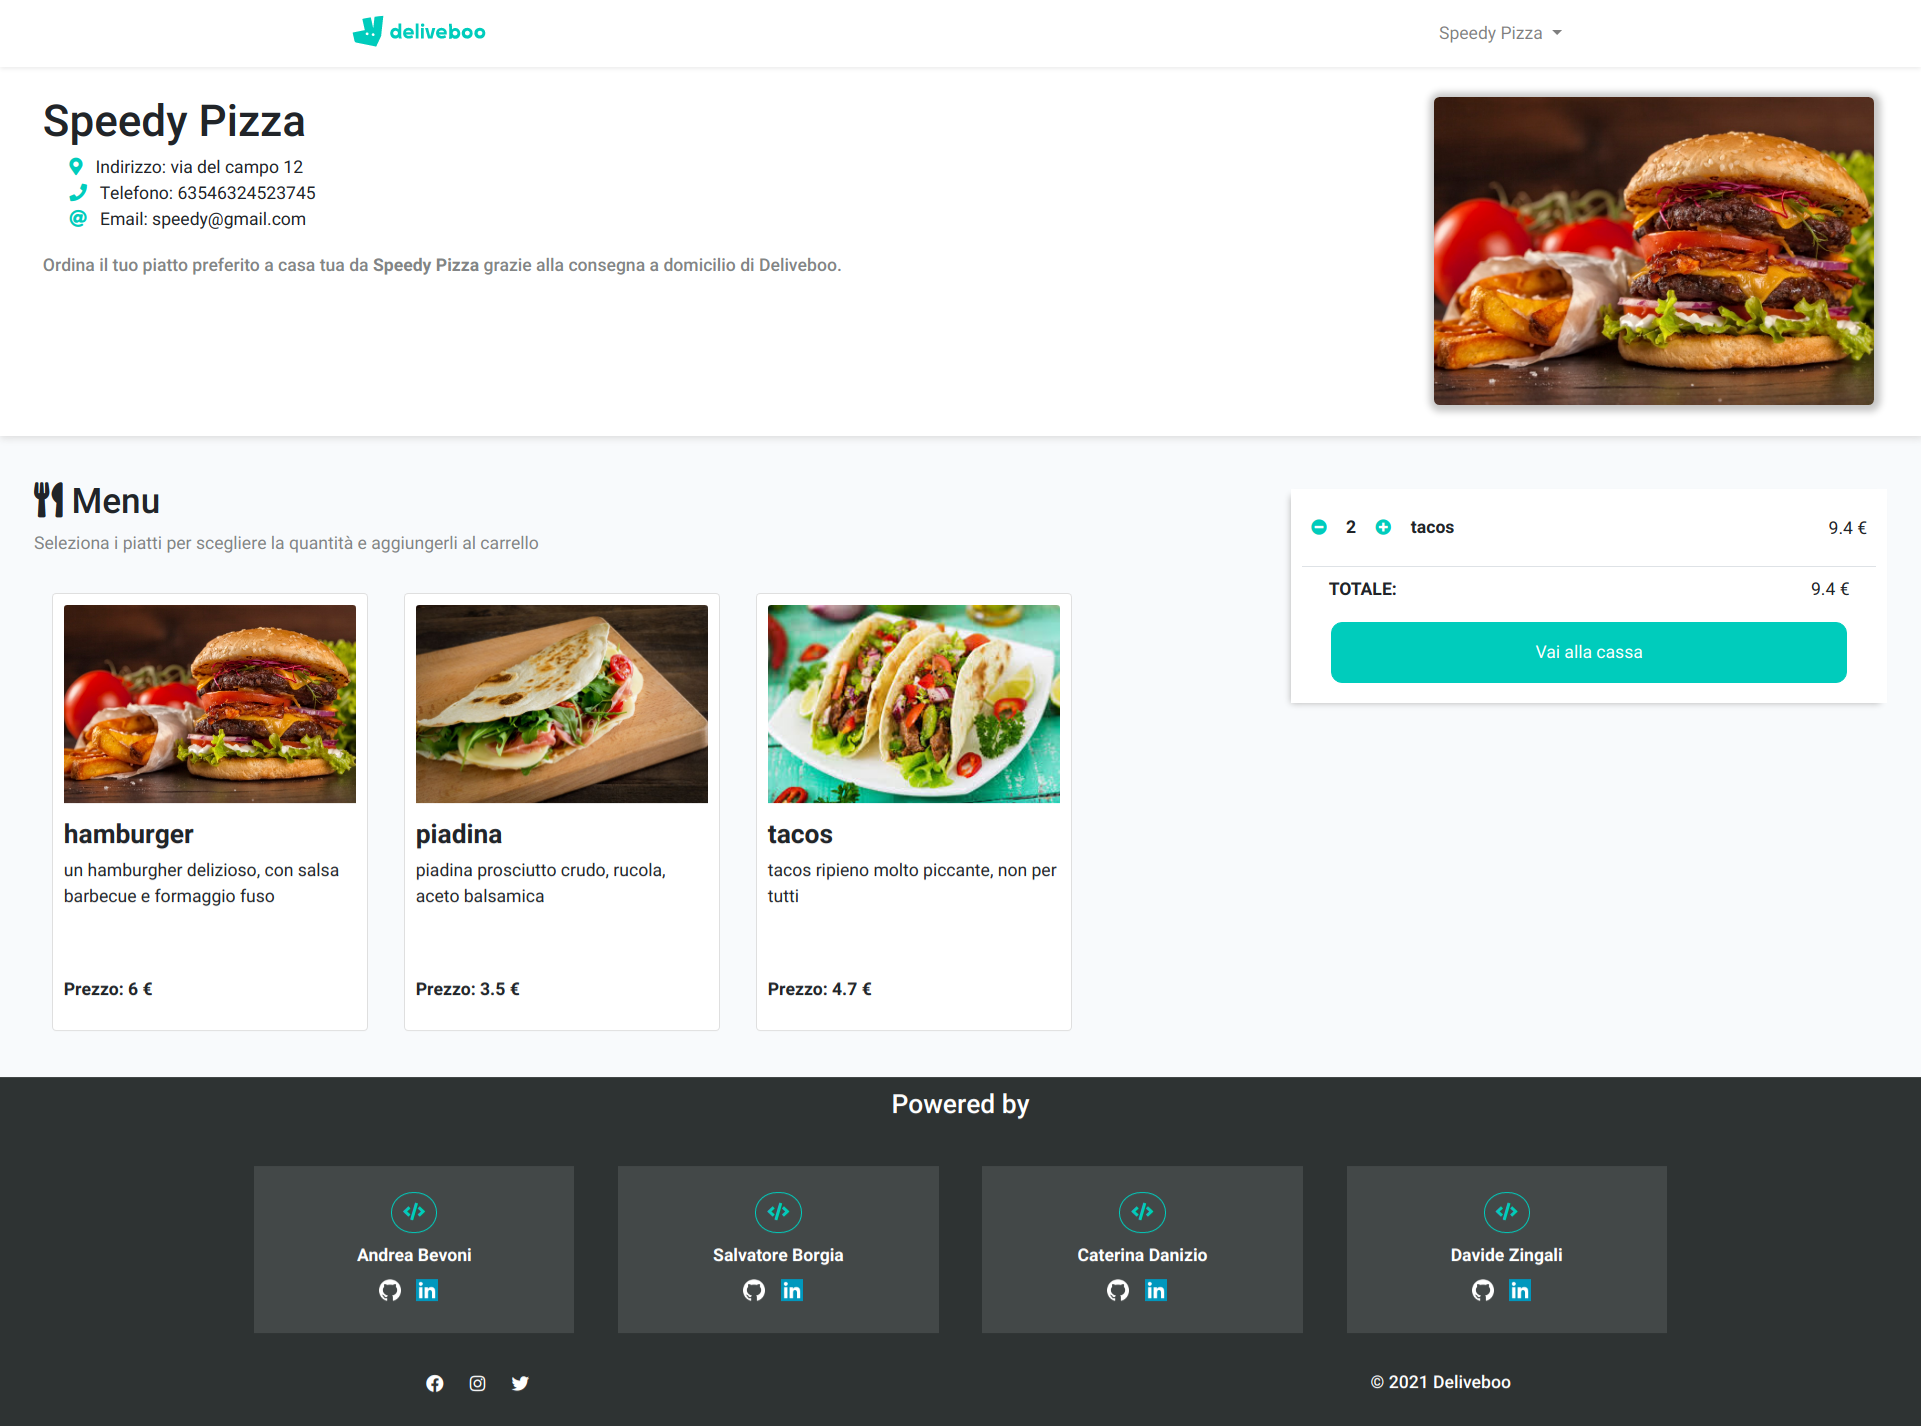 deliveboo
Speedy Pizza
Speedy Pizza
Indirizzo: via del campo 12
Telefono: 63546324523745
Email: speedy@gmail.com
Ordina il tuo piatto preferito a casa tua da Speedy Pizza grazie alla consegna a domicilio di Deliveboo.
Menu
Seleziona i piatti per scegliere la quantità e aggiungerli al carrello
2 tacos 9.4 €
TOTALE: 9.4 €
Vai alla cassa
hamburger
un hamburgher delizioso, con salsa
barbecue e formaggio fuso
Prezzo: 6 €
piadina
piadina prosciutto crudo, rucola,
aceto balsamica
Prezzo: 3.5 €
tacos
tacos ripieno molto piccante, non per
tutti
Prezzo: 4.7 €
Powered by
Andrea Bevoni
in
Salvatore Borgia
in
Caterina Danizio
in
Davide Zingali
in
© 2021 Deliveboo